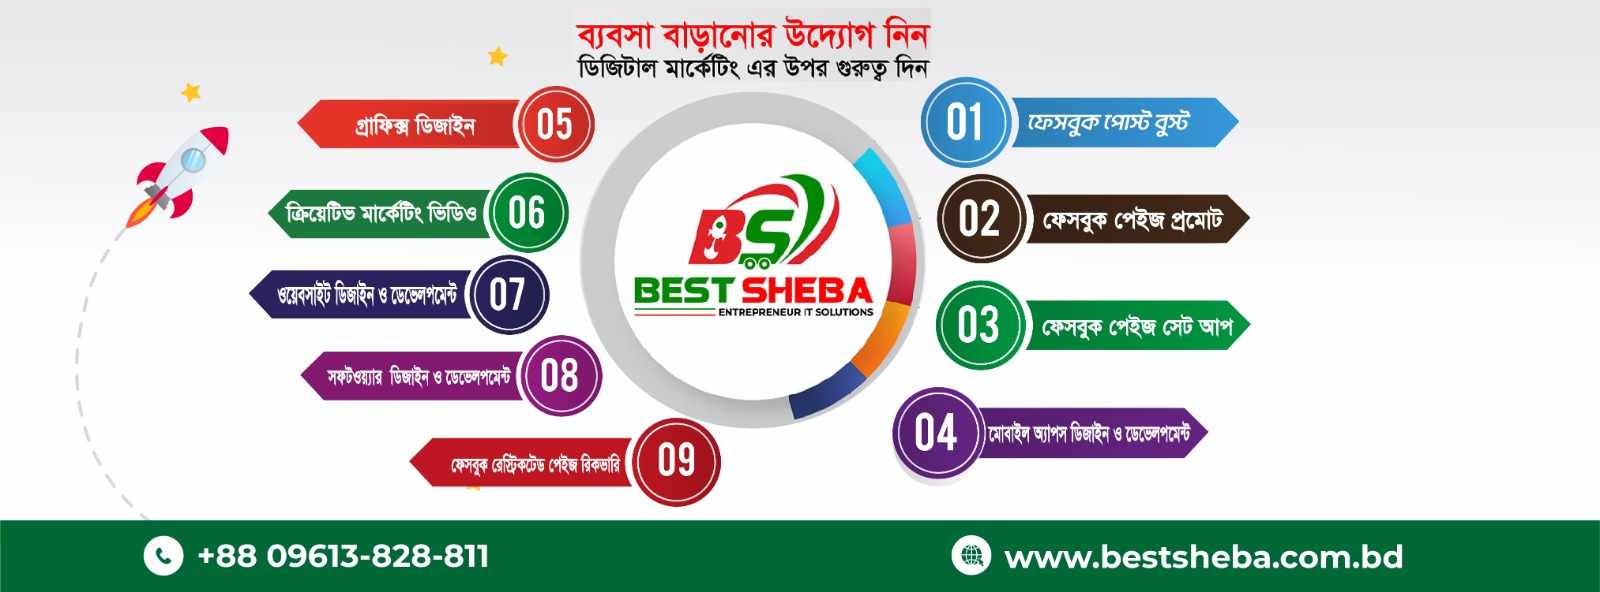 ব্যবসা বাড়ানোর উদ্যোগ নিন
ডিজিটাল মার্কেটিং এর উপর গুরুত্ব দিন
01 ফেসবুক পোস্ট বুস্ট
02 ফেসবুক পেইজ প্রমোট
03 ফেসবুক পেইজ সেট আপ
04 মোবাইল অ্যাপস ডিজাইন ও ডেভেলপমেন্ট
গ্রাফিক্স ডিজাইন 05
ক্রিয়েটিভ মার্কেটিং ভিডিও 06
ওয়েবসাইট ডিজাইন ও ডেভেলপমেন্ট 07
সফটওয়্যার ডিজাইন ও ডেভেলপমেন্ট 08
ফেসবুক রেস্ট্রিকটেড পেইজ রিকভারি 09
BS
BEST SHEBA
ENTREPRENEUR IT SOLUTIONS
+88 09613-828-811
www.bestsheba.com.bd